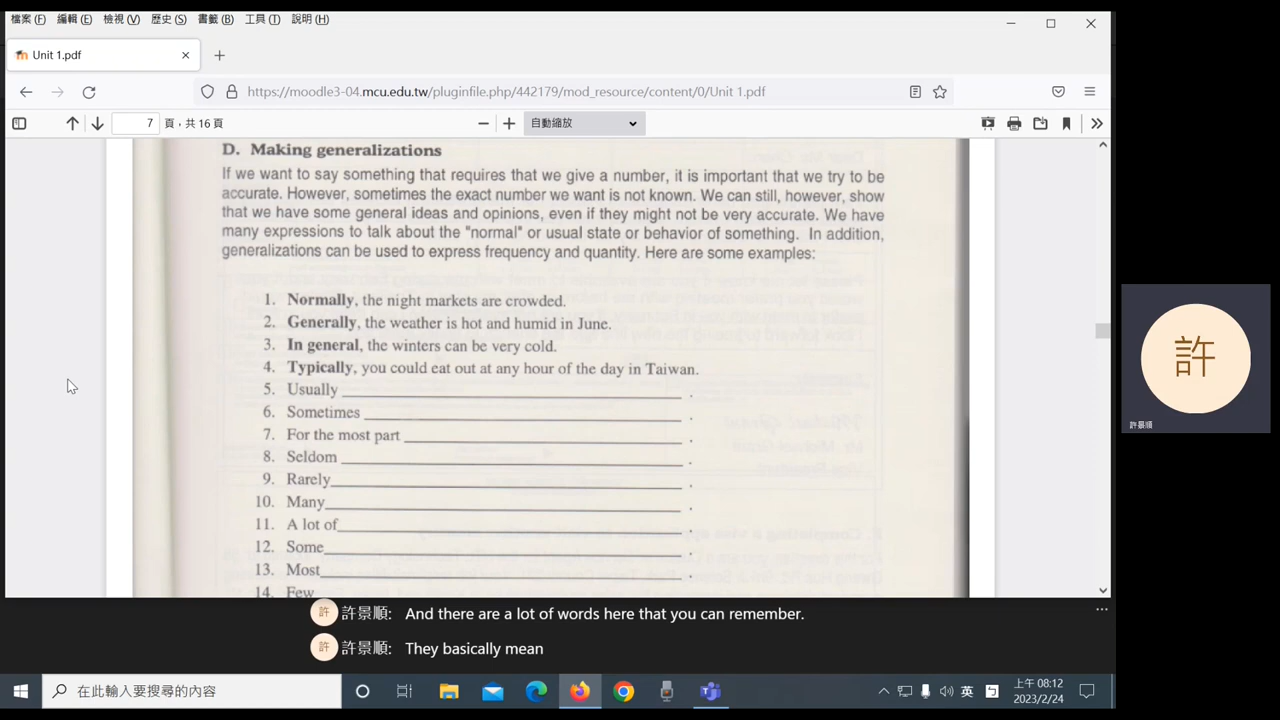 檔案 (F) 編輯 (E) 檢視 (V) 歷史 (S) 書籤 (B) 工具 (T) 說明 (H)
Unit 1.pdf
https://moodle3-04.mcu.edu.tw/pluginfile.php/442179/mod_resource/content/0/Unit 1.pdf
7 頁，共 16 頁
自動縮放
D. Making generalizations
If we want to say something that requires that we give a number, it is important that we try to be
accurate. However, sometimes the exact number we want is not known. We can still, however, show
that we have some general ideas and opinions, even if they might not be very accurate. We have
many expressions to talk about the "normal" or usual state or behavior of something. In addition,
generalizations can be used to express frequency and quantity. Here are some examples:
1. Normally, the night markets are crowded.
2. Generally, the weather is hot and humid in June.
3. In general, the winters can be very cold.
4. Typically, you could eat out at any hour of the day in Taiwan.
5. Usually ______ .
6. Sometimes ______ .
7. For the most part ______ .
8. Seldom ______ .
9. Rarely______ .
10. Many______ .
11. A lot of______ .
12. Some______ .
13. Most______ .
14. Few
許
許景順
許 許景順: And there are a lot of words here that you can remember.
許 許景順: They basically mean
在此輸入要搜尋的內容
英
上午 08:12
2023/2/24